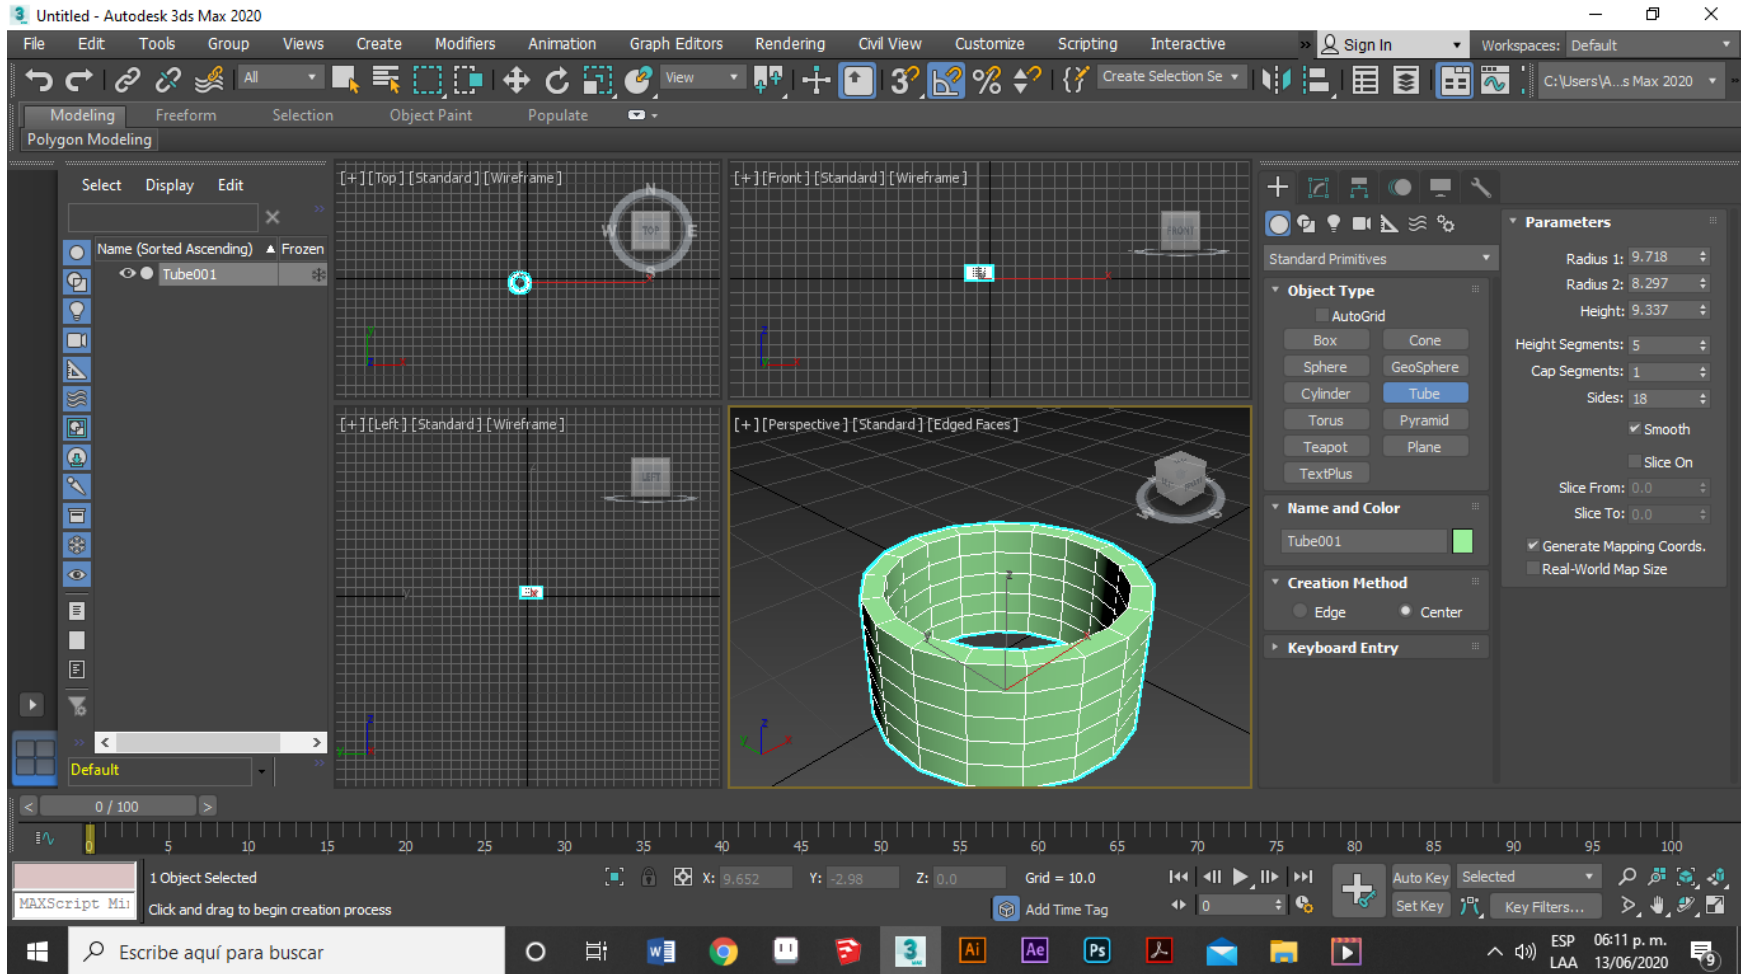 Untitled - Autodesk 3ds Max 2020
File Edit Tools Group Views Create Modifiers Animation Graph Editors Rendering Civil View Customize Scripting Interactive » Sign In Workspaces: Default
All View Create Selection Se C:\Users\A...s Max 2020
Modeling Freeform Selection Object Paint Populate
Polygon Modeling
Select Display Edit
Name (Sorted Ascending) Frozen
Tube001
Default
[+][Top][Standard][Wireframe]
N
W TOP E
S
[+][Front][Standard][Wireframe]
FRONT
[+][Left][Standard][Wireframe]
LEFT
[+][Perspective][Standard][Edged Faces]
Standard Primitives
Object Type
AutoGrid
Box Cone
Sphere GeoSphere
Cylinder Tube
Torus Pyramid
Teapot Plane
TextPlus
Name and Color
Tube001
Creation Method
Edge Center
Keyboard Entry
Parameters
Radius 1: 9.718
Radius 2: 8.297
Height: 9.337
Height Segments: 5
Cap Segments: 1
Sides: 18
Smooth
Slice On
Slice From: 0.0
Slice To: 0.0
Generate Mapping Coords.
Real-World Map Size
< 0 / 100 >
0 5 10 15 20 25 30 35 40 45 50 55 60 65 70 75 80 85 90 95 100
1 Object Selected X: 9.652 Y: -2.98 Z: 0.0 Grid = 10.0 Auto Key Selected
MAXScript Mi Click and drag to begin creation process Add Time Tag 0 Set Key Key Filters...
Escribe aquí para buscar
ESP 06:11 p. m.
LAA 13/06/2020
9